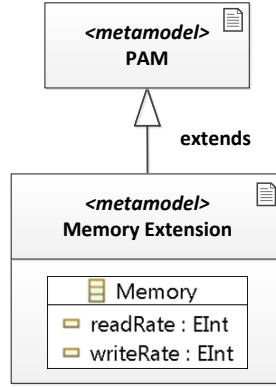 <metamodel>
PAM
extends
<metamodel>
Memory Extension
Memory
readRate : EInt
writeRate : EInt